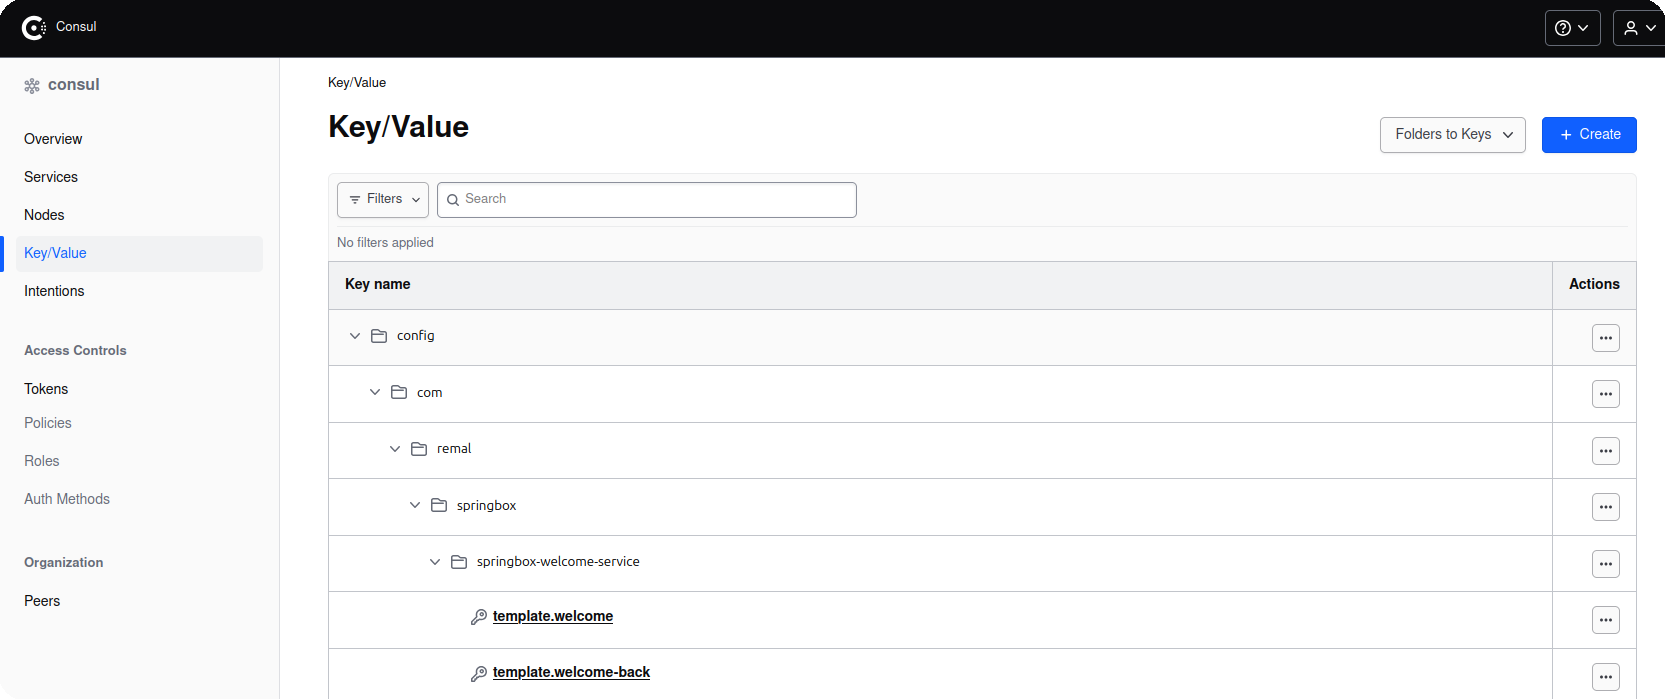 Consul
consul
Overview
Services
Nodes
Key/Value
Intentions
Access Controls
Tokens
Policies
Roles
Auth Methods
Organization
Peers
Key/Value
Key/Value
Folders to Keys
+ Create
Filters
Search
No filters applied
Key name Actions
config
com
remal
springbox
springbox-welcome-service
template.welcome
template.welcome-back